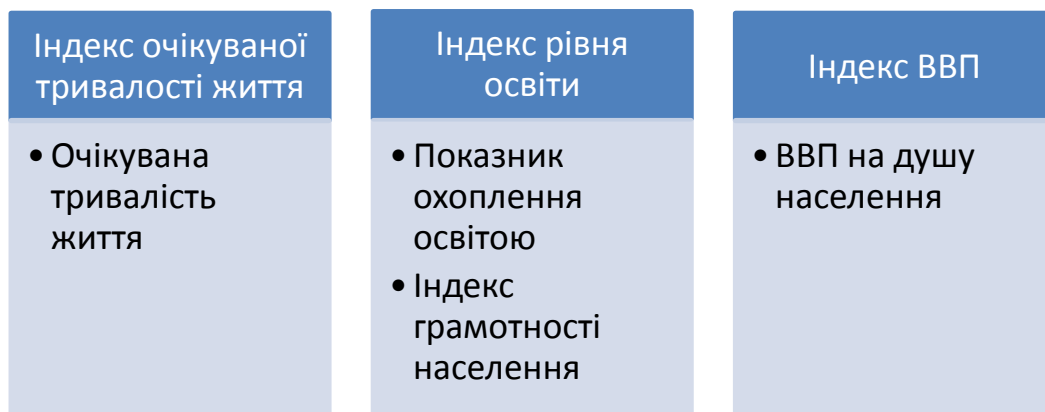 Індекс очікуваної
тривалості життя
• Очікувана
тривалість
життя
Індекс рівня
освіти
• Показник
охоплення
освітою
• Індекс
грамотності
населення
Індекс ВВП
• ВВП на душу
населення